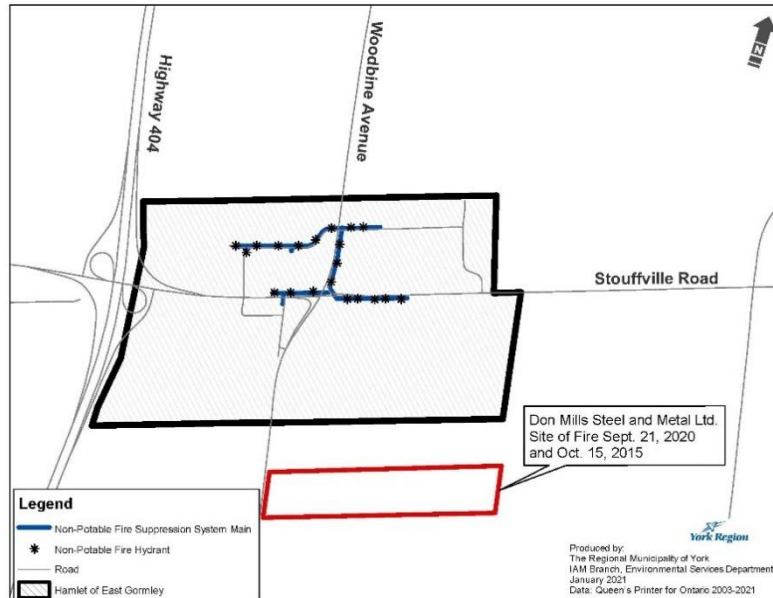 N
Highway 404
Woodbine Avenue
Stouffville Road
Don Mills Steel and Metal Ltd.
Site of Fire Sept. 21, 2020
and Oct. 15, 2015
Legend
Non-Potable Fire Suppression System Main
Non-Potable Fire Hydrant
Road
Hamlet of East Gormley
York Region
Produced by:
The Regional Municipality of York
IAM Branch, Environmental Services Department
January 2021
Data: Queen's Printer for Ontario 2003-2021